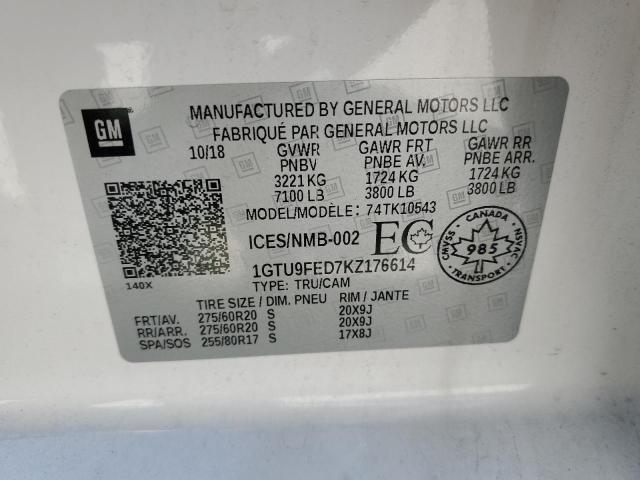 GM
MANUFACTURED BY GENERAL MOTORS LLC
FABRIQUÉ PAR GENERAL MOTORS LLC
10/18 GVWR GAWR FRT GAWR RR
PNBV PNBE AV. PNBE ARR.
3221 KG 1724 KG 1724 KG
7100 LB 3800 LB 3800 LB
MODEL/MODÈLE: 74TK10543
ICES/NMB-002 EC
CANADA
985
TRANSPORT
NSVAC
NSVAC
1GTU9FED7KZ176614
140X
TYPE: TRU/CAM
TIRE SIZE / DIM. PNEU RIM / JANTE
FRT/AV. 275/60R20 S 20X9J
RR/ARR. 275/60R20 S 20X9J
SPA/SOS 255/80R17 S 17X8J